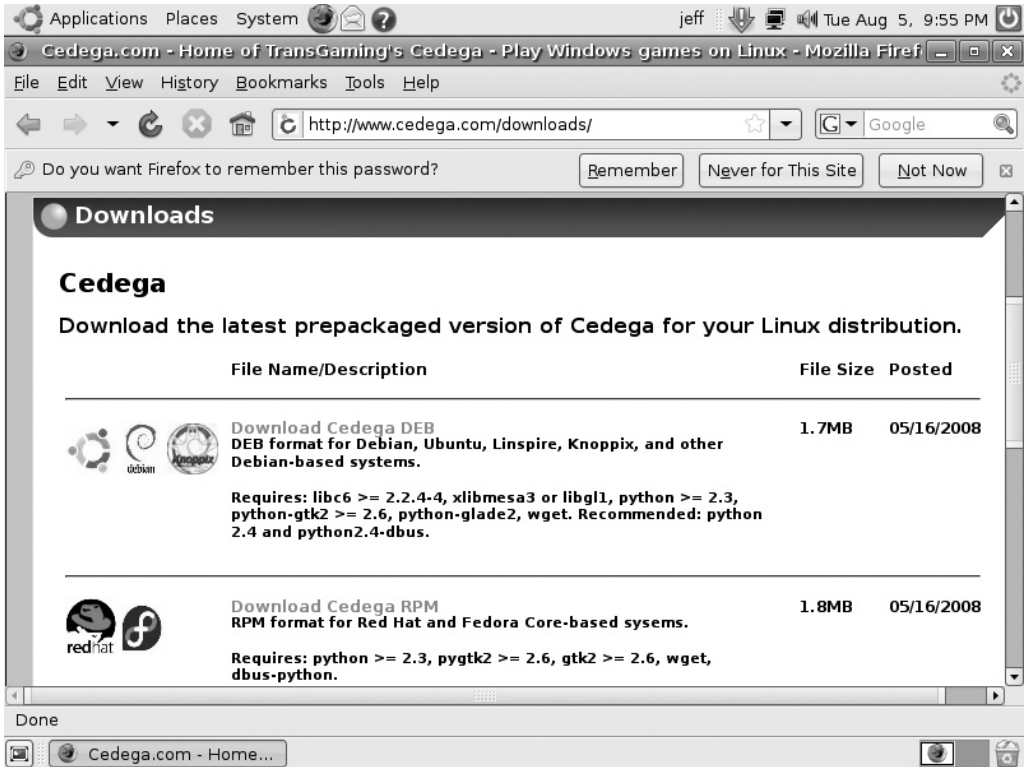 Applications Places System jeff Tue Aug 5, 9:55 PM
Cedega.com - Home of TransGaming's Cedega - Play Windows games on Linux - Mozilla Firef
File Edit View History Bookmarks Tools Help
http://www.cedega.com/downloads/ G Google
Do you want Firefox to remember this password? Remember Never for This Site Not Now
Downloads
Cedega
Download the latest prepackaged version of Cedega for your Linux distribution.
File Name/Description File Size Posted
Download Cedega DEB 1.7MB 05/16/2008
DEB format for Debian, Ubuntu, Linspire, Knoppix, and other
Debian-based systems.
debian Knoppix
Requires: libc6 >= 2.2.4-4, xlibmesa3 or libgl1, python >= 2.3,
python-gtk2 >= 2.6, python-glade2, wget. Recommended: python
2.4 and python2.4-dbus.
Download Cedega RPM 1.8MB 05/16/2008
RPM format for Red Hat and Fedora Core-based sysems.
redhat
Requires: python >= 2.3, pygtk2 >= 2.6, gtk2 >= 2.6, wget,
dbus-python.
Done
Cedega.com - Home...